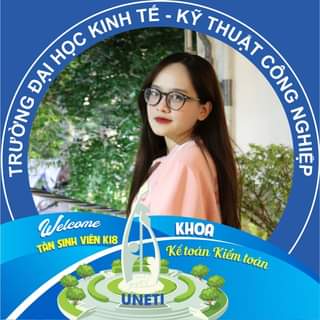 TRƯỜNG ĐẠI HỌC KINH TẾ - KỸ THUẬT CÔNG NGHIỆP
Welcome
TÂN SINH VIÊN K18
KHOA
Kế toán Kiểm toán
UNETI